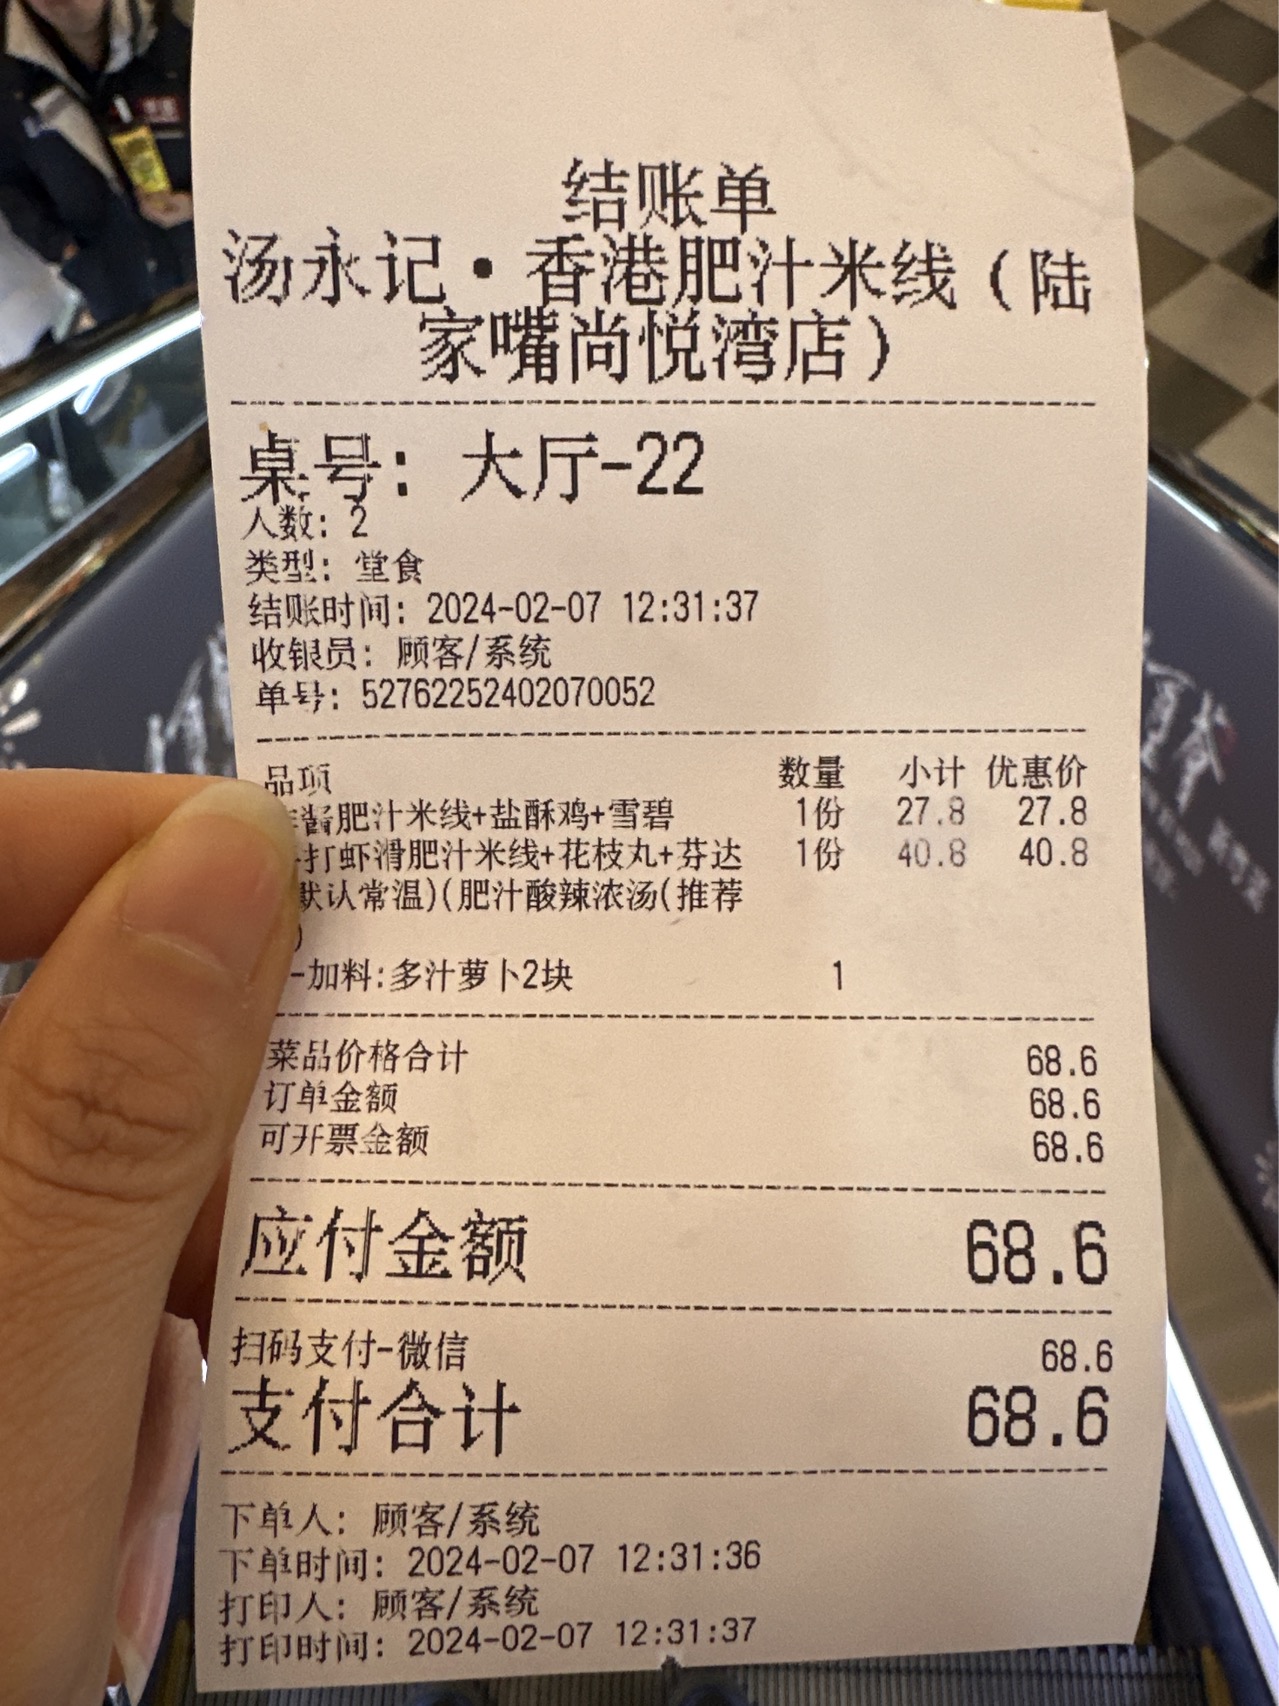 结账单
汤永记·香港肥汁米线（陆
家嘴尚悦湾店）
桌号：大厅-22
人数：2
类型：堂食
结账时间：2024-02-07 12:31:37
收银员：顾客/系统
单号：52762252402070052
品项 数量 小计 优惠价
酱肥汁米线+盐酥鸡+雪碧 1份 27.8 27.8
打虾滑肥汁米线+花枝丸+芬达 1份 40.8 40.8
默认常温)(肥汁酸辣浓汤(推荐
)
-加料:多汁萝卜2块 1
菜品价格合计 68.6
订单金额 68.6
可开票金额 68.6
应付金额 68.6
扫码支付-微信 68.6
支付合计 68.6
下单人：顾客/系统
下单时间：2024-02-07 12:31:36
打印人：顾客/系统
打印时间：2024-02-07 12:31:37